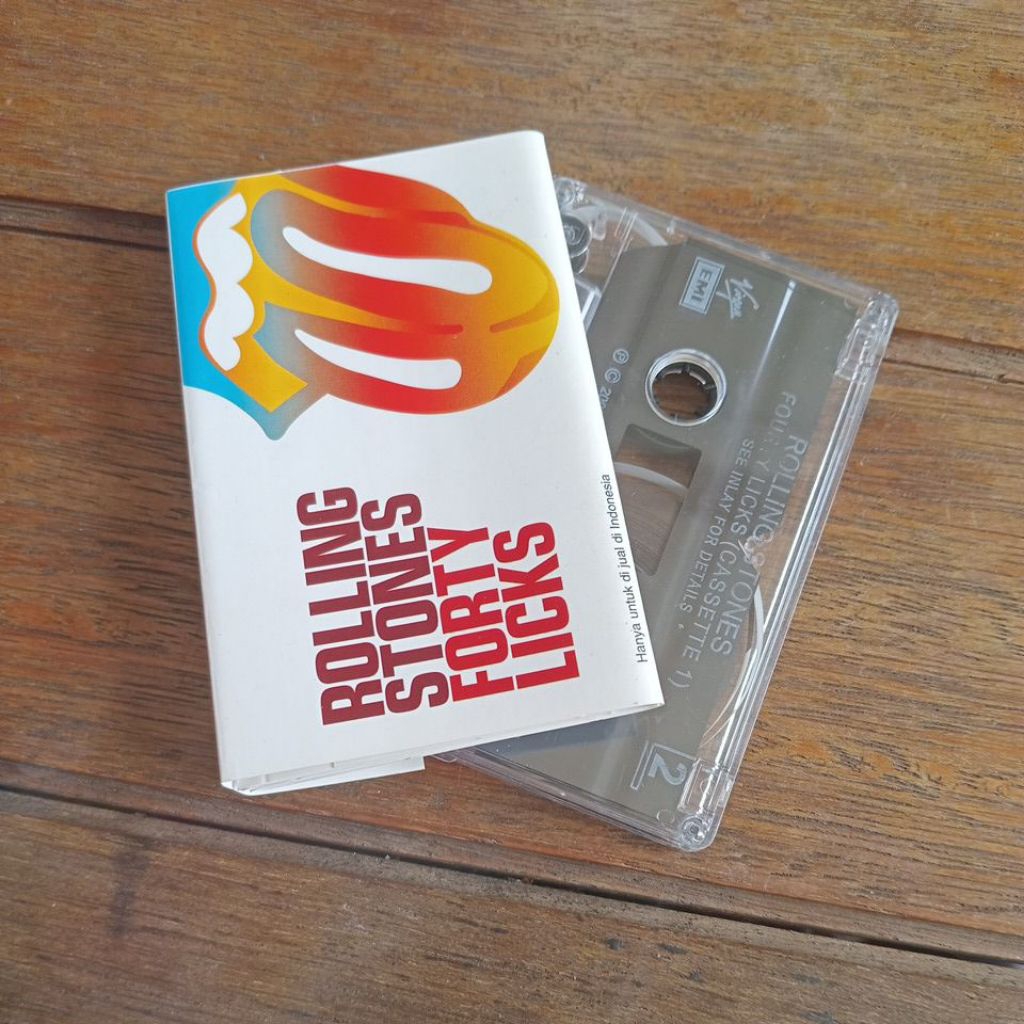 ROLLING
STONES
FORTY
LICKS
Hanya untuk di jual di Indonesia
EMI
Virgin
ROLLING STONES
(CASSETTE 1)
SEE INLAY FOR DETAILS
2